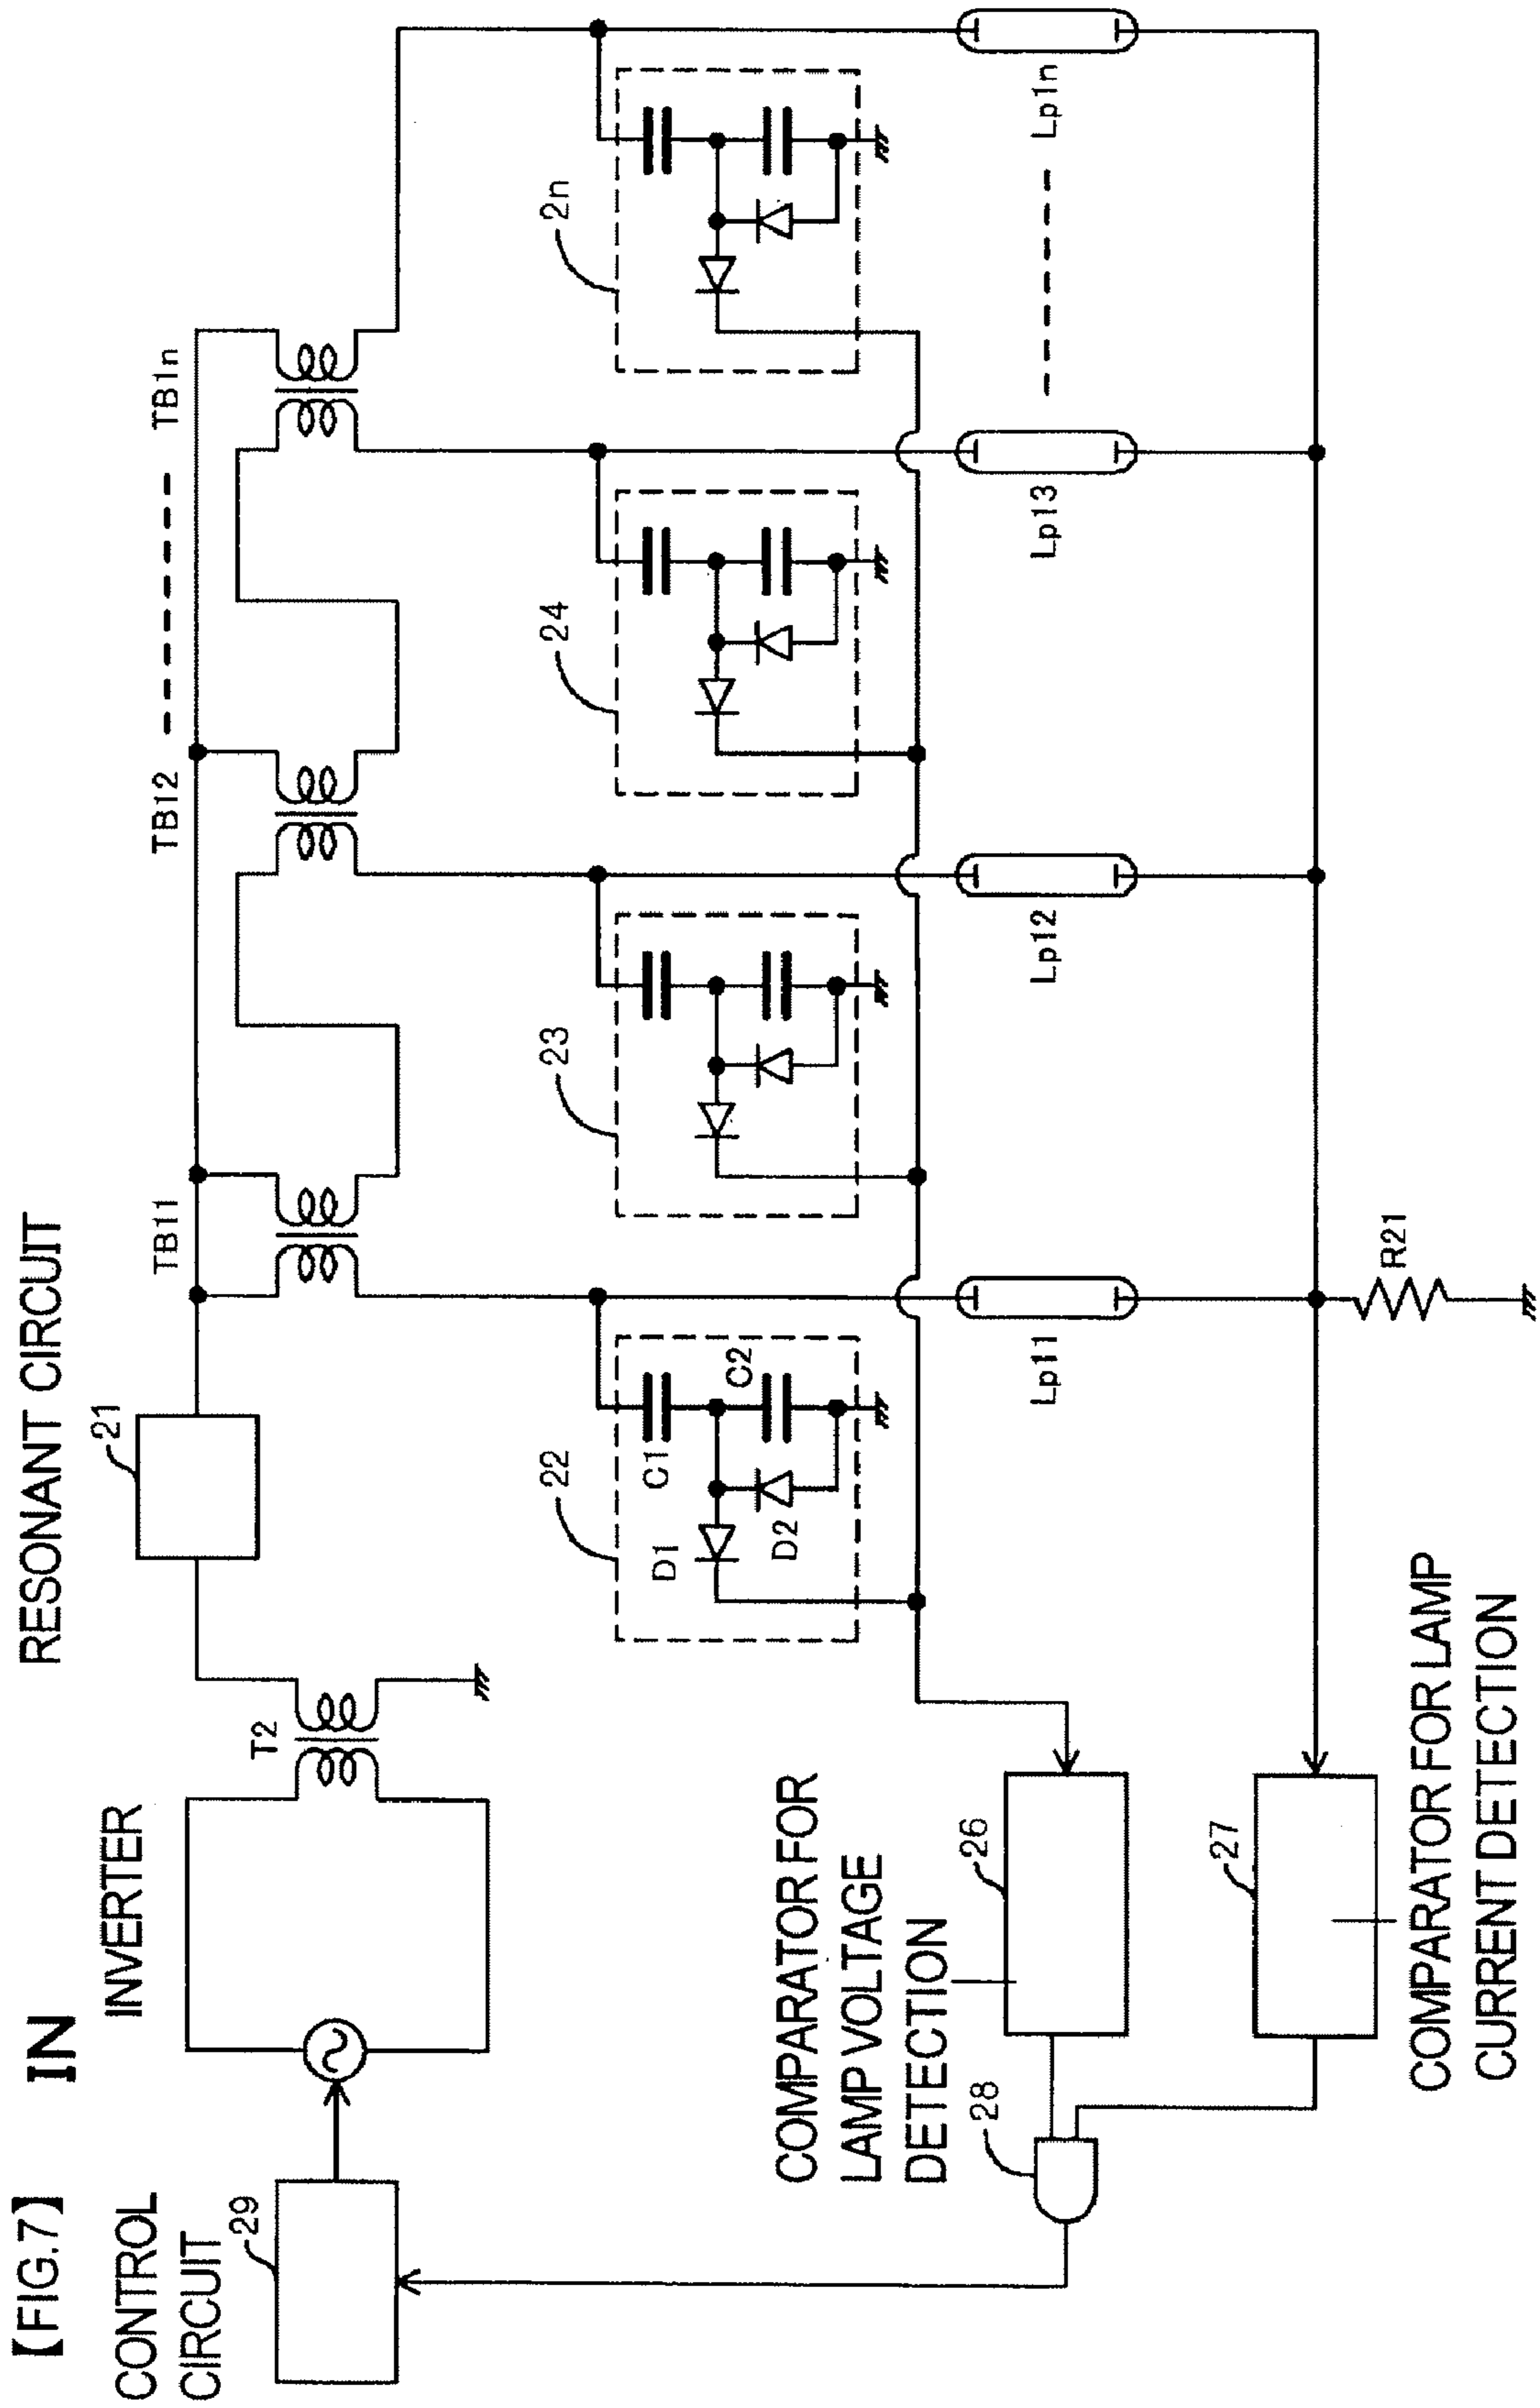 [FIG.7]
IN
INVERTER
RESONANT CIRCUIT
CONTROL
CIRCUIT
29
T2
21
TB11
TB12
TB1n
22
23
24
2n
C1
C2
D1
D2
COMPARATOR FOR
LAMP VOLTAGE
DETECTION
26
28
27
Lp11
Lp12
Lp13
Lp1n
R21
COMPARATOR FOR LAMP
CURRENT DETECTION